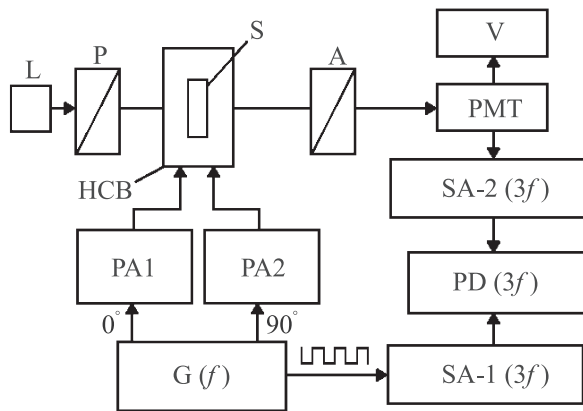 V
S
P
L
A
PMT
HCB
SA-2 (3f)
PA1
PA2
PD (3f)
0°
90°
G (f)
SA-1 (3f)